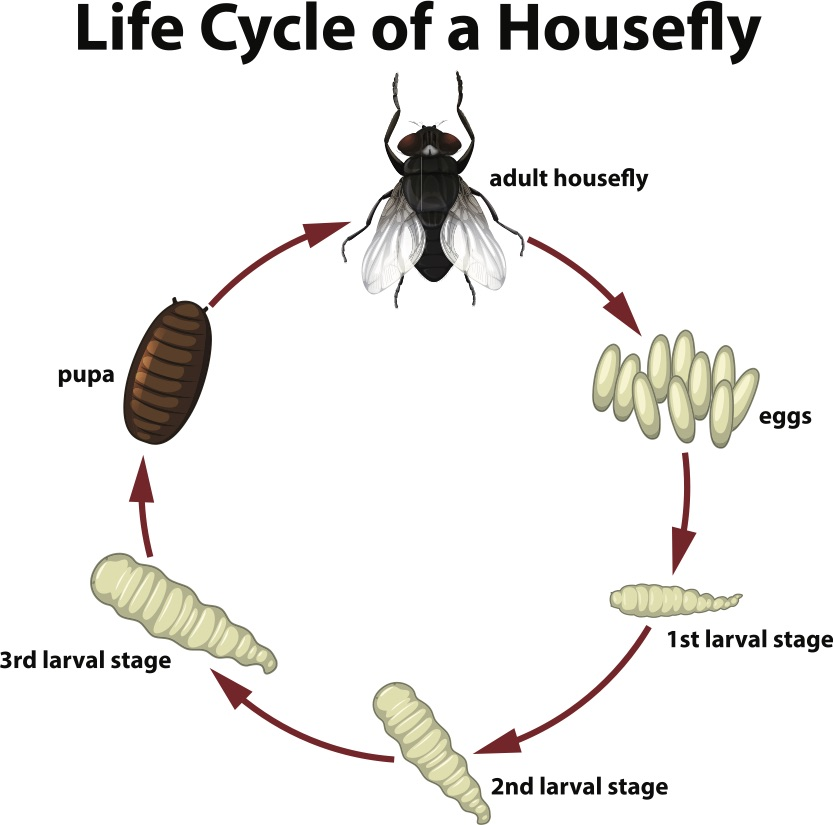 Life Cycle of a Housefly
adult housefly
eggs
1st larval stage
2nd larval stage
3rd larval stage
pupa